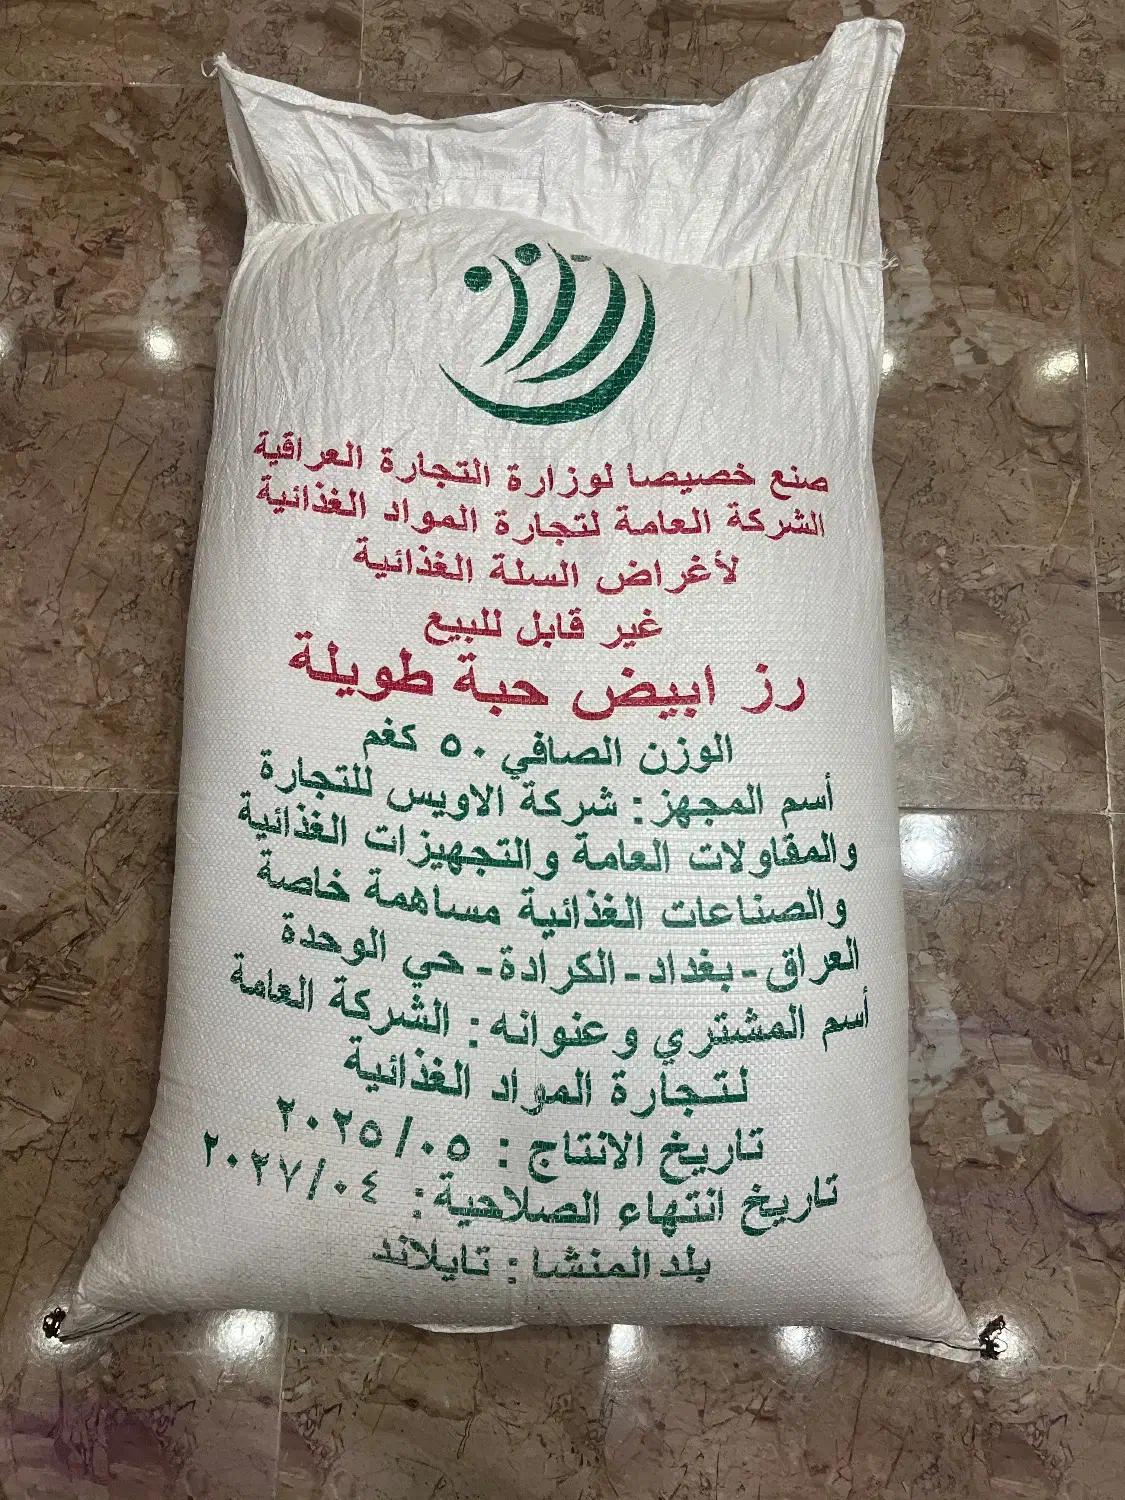 صنع خصيصا لوزارة التجارة العراقية
الشركة العامة لتجارة المواد الغذائية
لأغراض السلة الغذائية
غير قابل للبيع
رز ابيض حبة طويلة
الوزن الصافي ٥٠ كغم
أسم المجهز : شركة الاويس للتجارة
والمقاولات العامة والتجهيزات الغذائية
والصناعات الغذائية مساهمة خاصة
العراق - بغداد - الكرادة - حي الوحدة
أسم المشتري وعنوانه : الشركة العامة
لتجارة المواد الغذائية
تاريخ الانتاج : ٢٠٢٥/٠٥
تاريخ انتهاء الصلاحية : ٢٠٢٧/٠٤
بلد المنشا : تايلاند